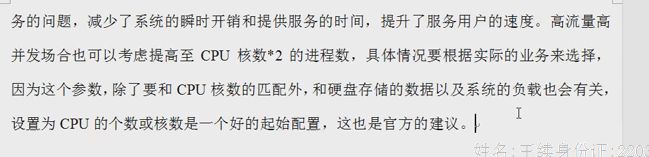 务的问题，减少了系统的瞬时开销和提供服务的时间，提升了服务用户的速度。高流量高
并发场合也可以考虑提高至 CPU 核数*2 的进程数，具体情况要根据实际的业务来选择，
因为这个参数，除了要和 CPU 核数的匹配外，和硬盘存储的数据以及系统的负载也会有关，
设置为 CPU 的个数或核数是一个好的起始配置，这也是官方的建议。